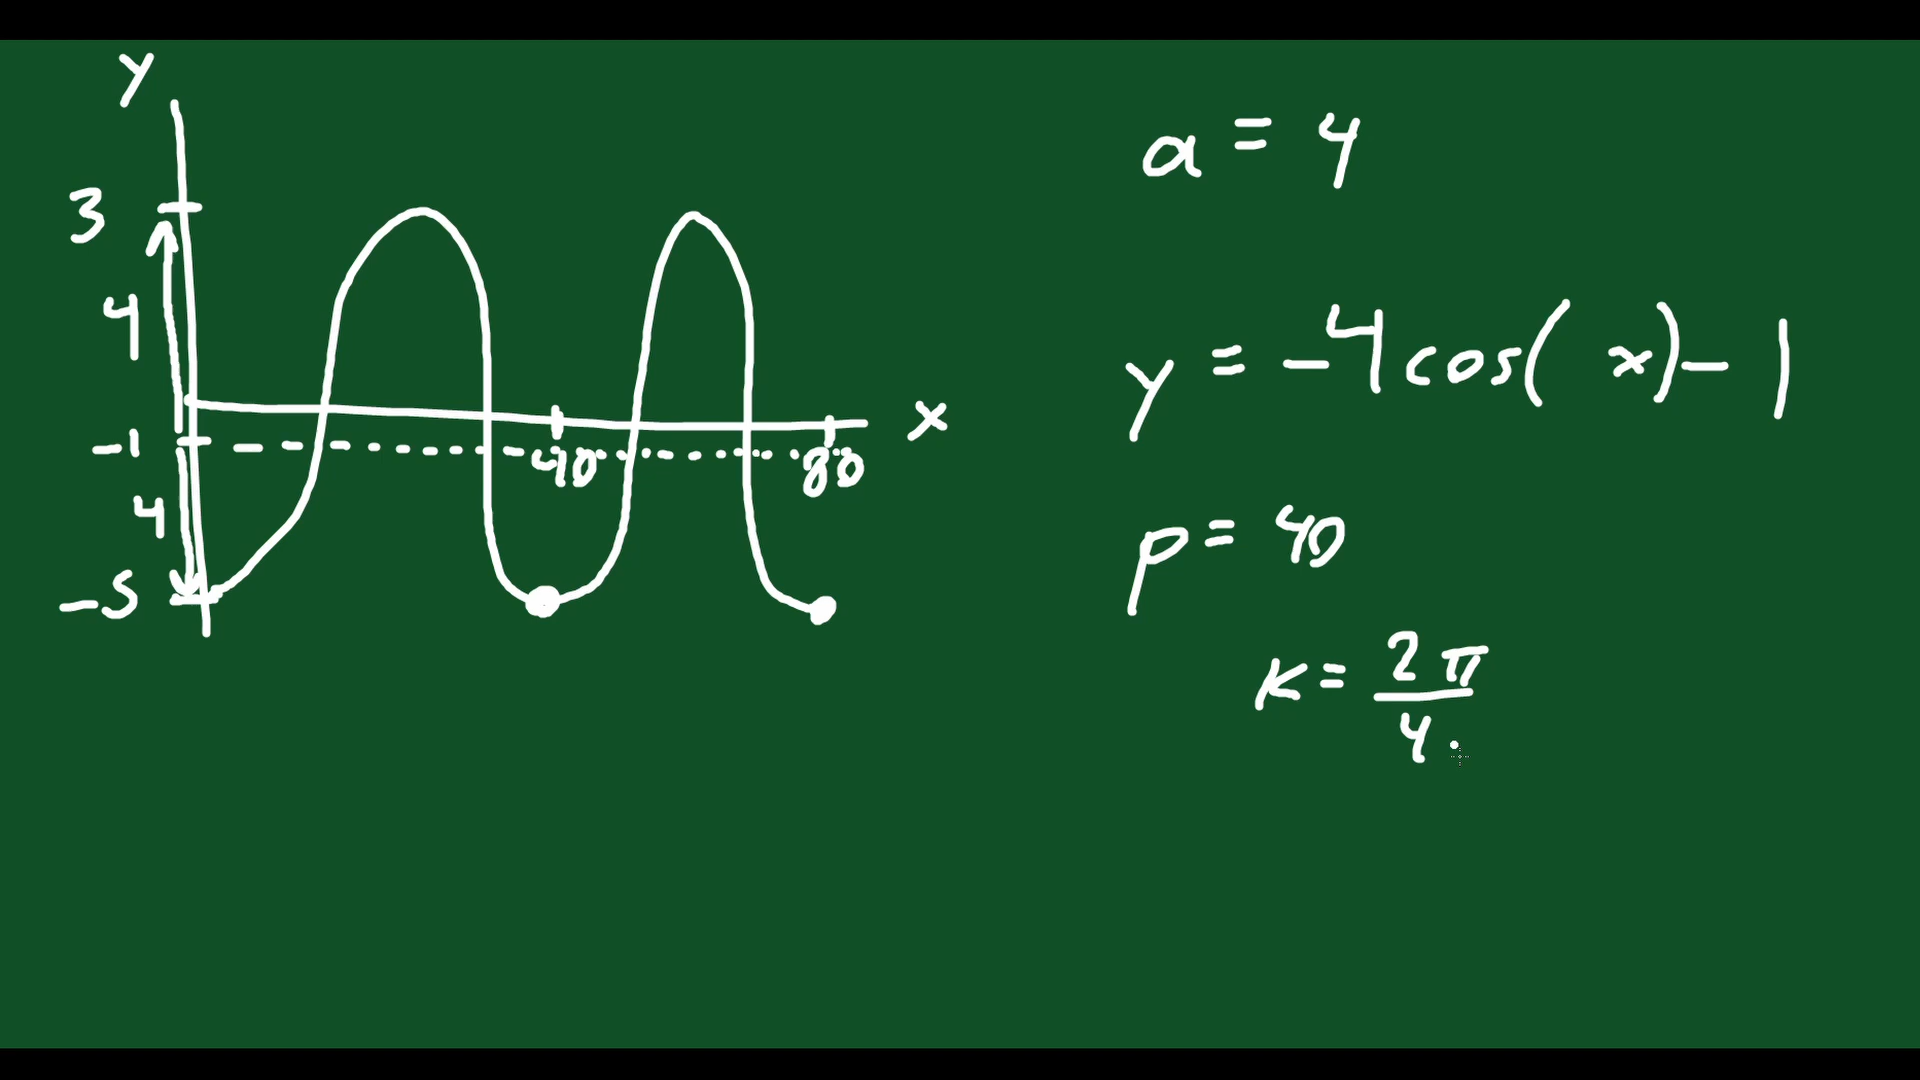 y
3
4
-1
4
-5
x
40
80
a = 4
y = -4cos( x) - 1
p = 40
k = 2π
4